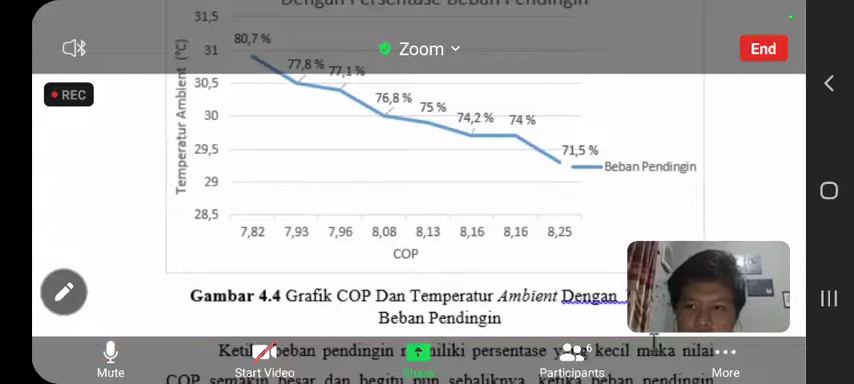 Dengan Persentase Beban Pendingin
Zoom
End
REC
Temperatur Ambient (°C)
31,5
31
30,5
30
29,5
29
28,5
80,7 %
77,8 %
77,1 %
76,8 %
75 %
74,2 %
74 %
71,5 %
Beban Pendingin
7,82 7,93 7,96 8,08 8,13 8,16 8,16 8,25
COP
Gambar 4.4 Grafik COP Dan Temperatur Ambient Dengan
Beban Pendingin
Ketika beban pendingin memiliki persentase yang kecil maka nilai
COP semakin besar dan begitu pun sebaliknya, ketika beban pendingin
Mute
Start Video
Share
Participants
6
More